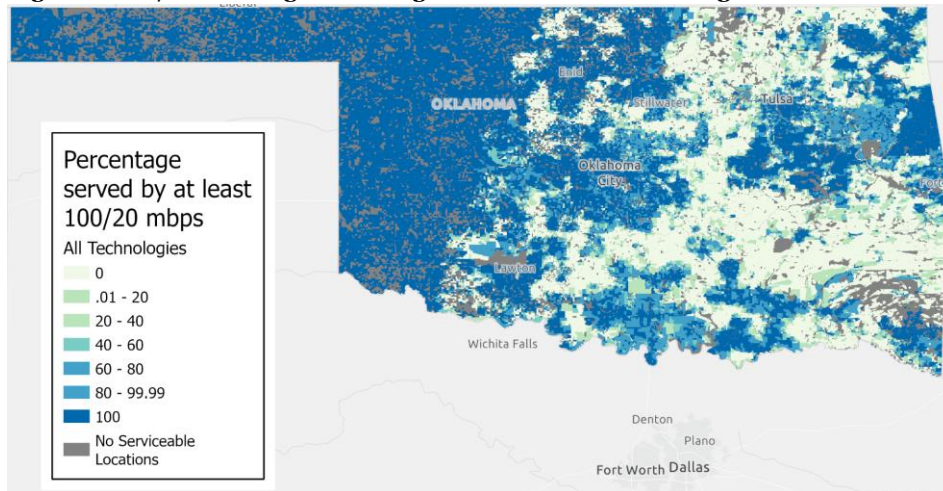 Liberal
Enid
OKLAHOMA
Stillwater
Tulsa
Oklahoma
City
Lawton
Wichita Falls
Denton
Plano
Fort Worth Dallas
Percentage
served by at least
100/20 mbps
All Technologies
0
.01 - 20
20 - 40
40 - 60
60 - 80
80 - 99.99
100
No Serviceable
Locations